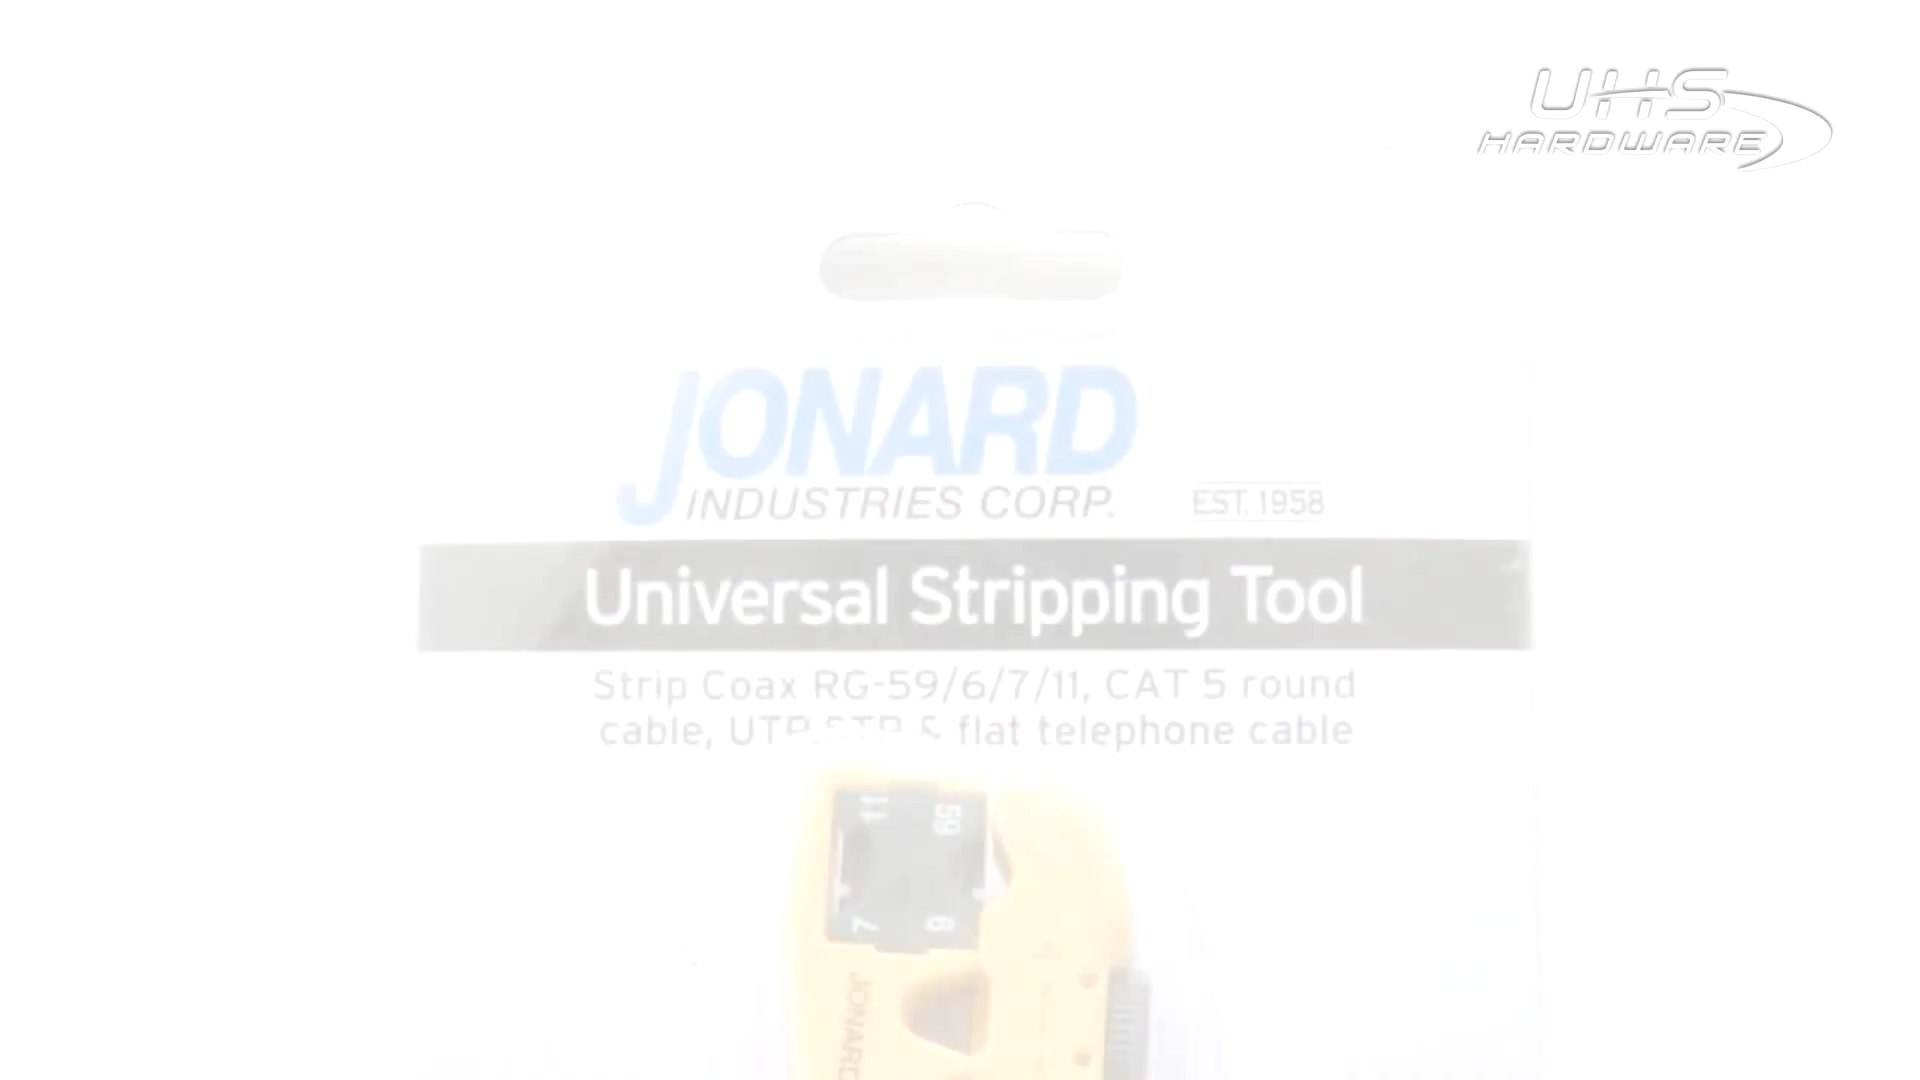 UHS
HARDWARE
JONARD
INDUSTRIES CORP.
EST. 1958
Universal Stripping Tool
Strip Coax RG-59/6/7/11, CAT 5 round
cable, UTP, STP & flat telephone cable
11
59
7
6
JONARD